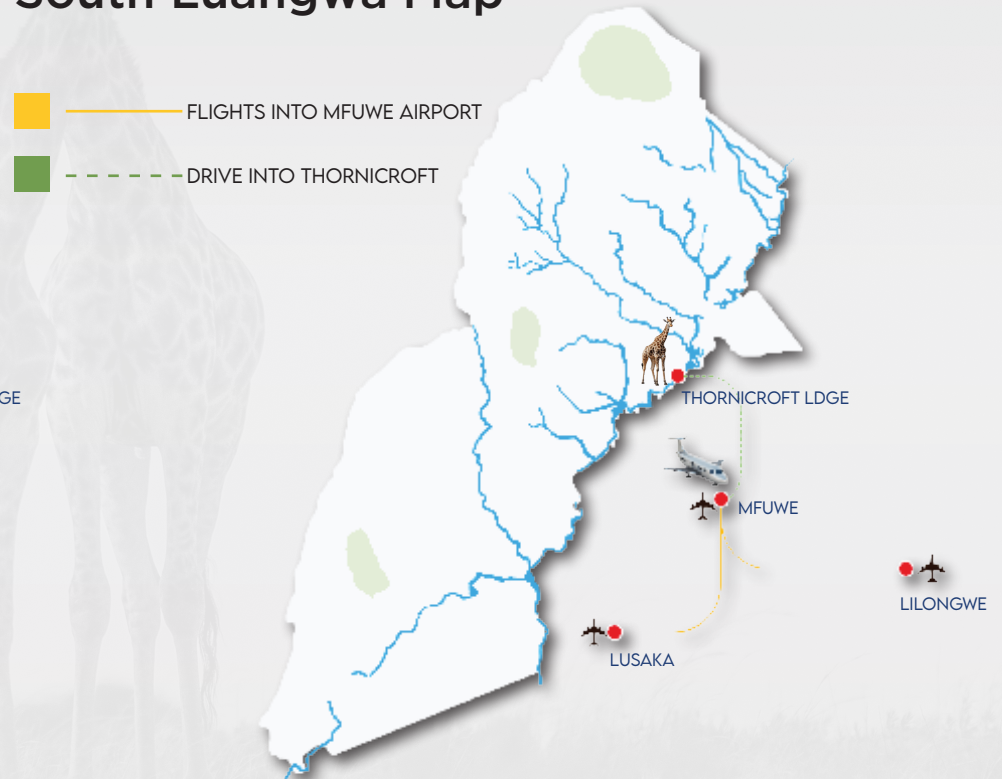 South Luangwa Map
FLIGHTS INTO MFUWE AIRPORT
DRIVE INTO THORNICROFT
GE
THORNICROFT LDGE
MFUWE
LILONGWE
LUSAKA